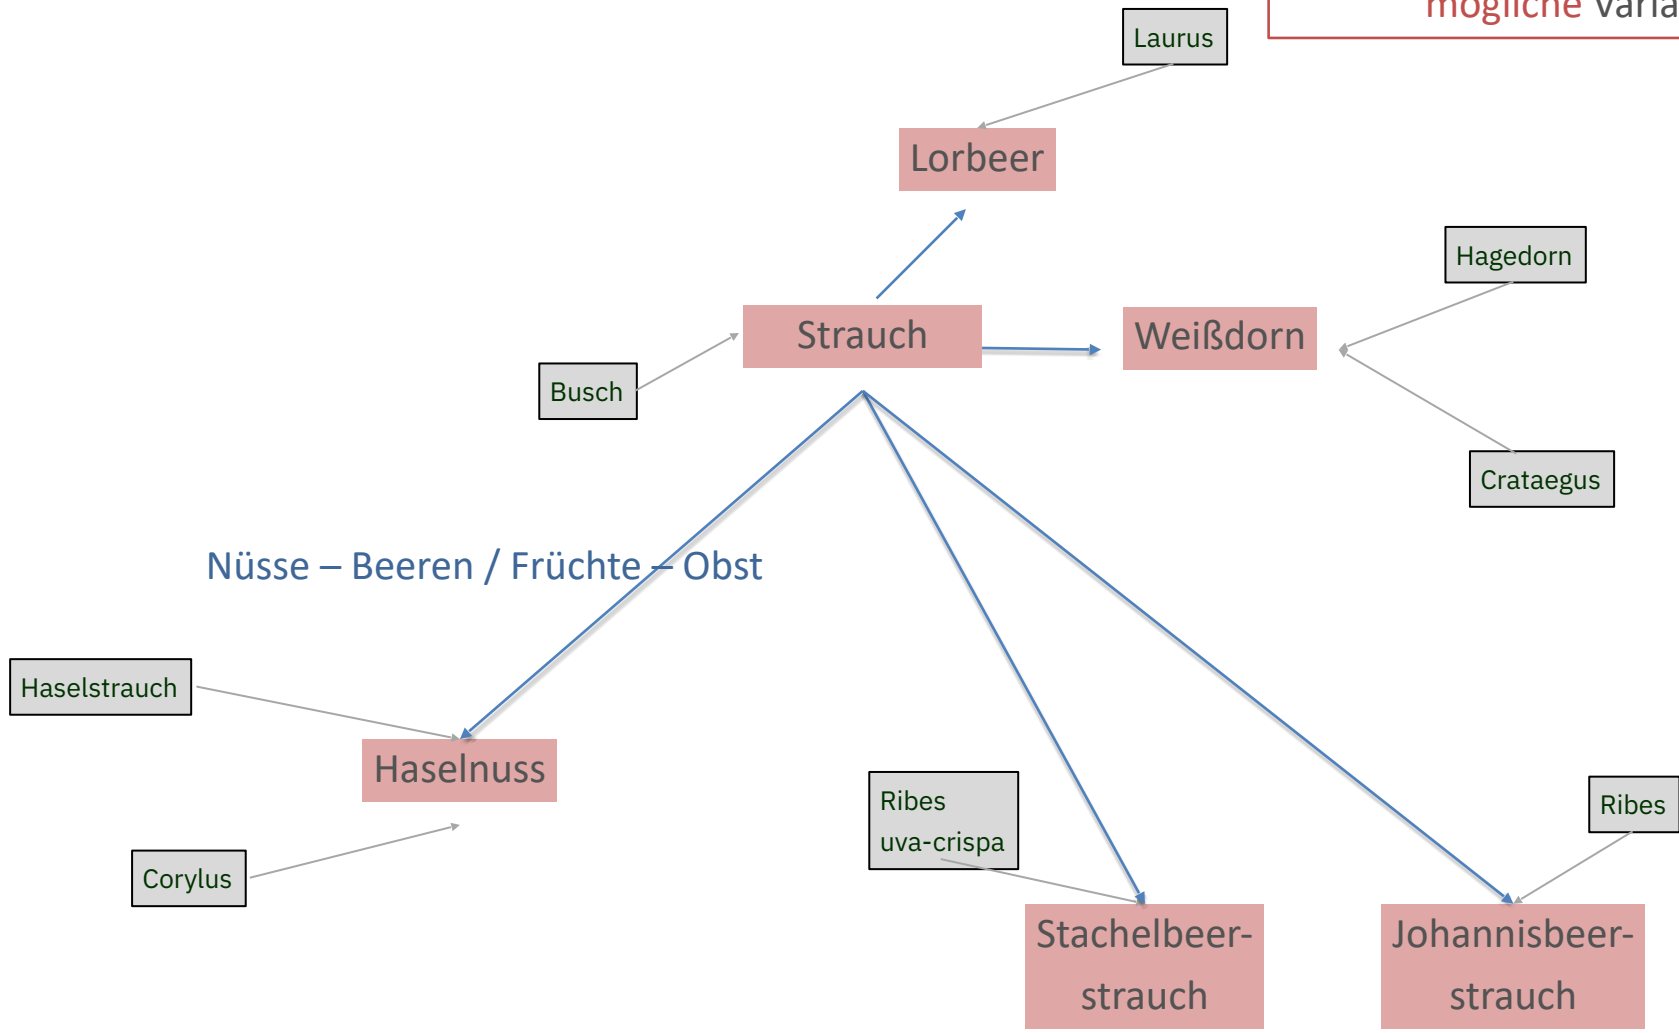 mögliche
Laurus
Lorbeer
Hagedorn
Strauch
Weißdorn
Busch
Crataegus
Nüsse – Beeren / Früchte – Obst
Haselstrauch
Haselnuss
Ribes
uva-crispa
Ribes
Corylus
Stachelbeer-
strauch
Johannisbeer-
strauch